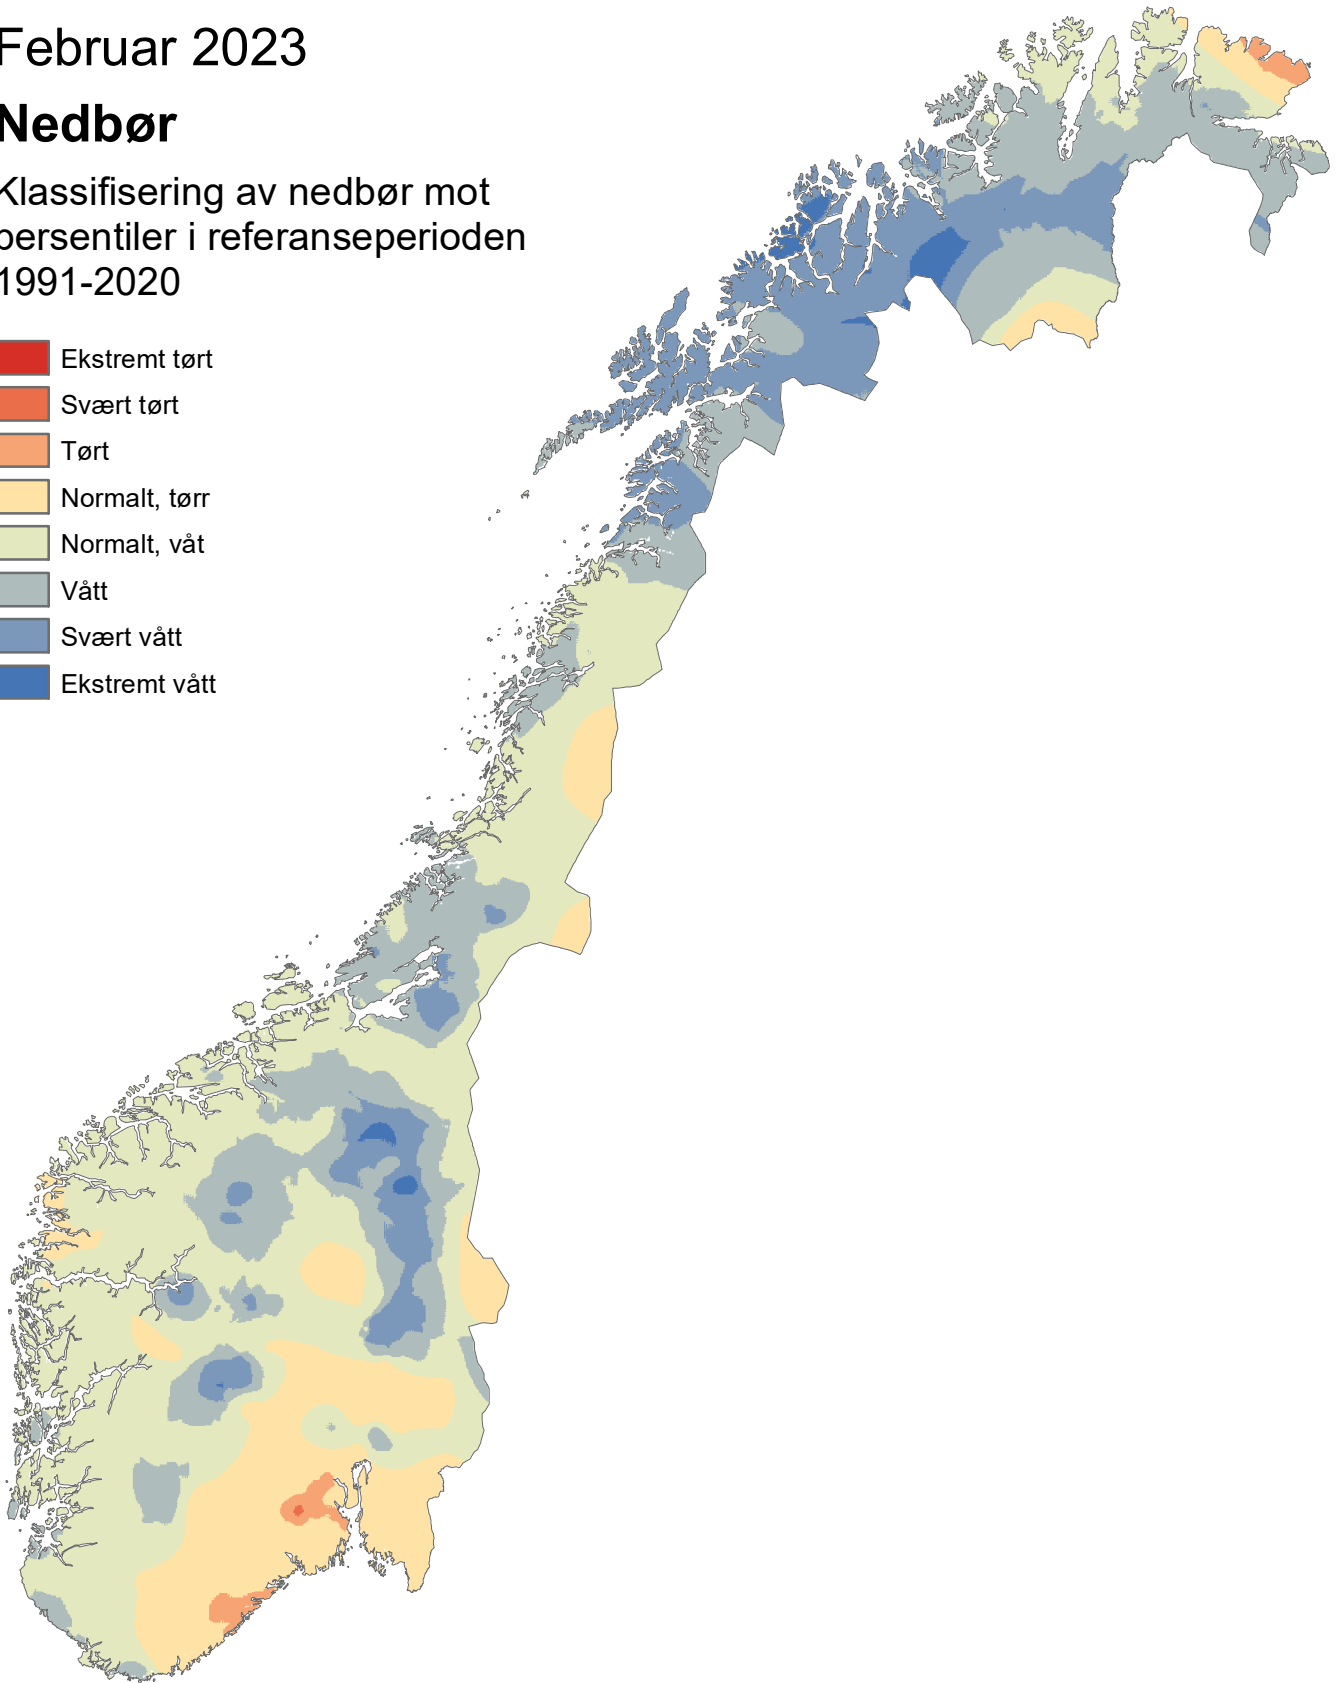 Februar 2023
Nedbør
Klassifisering av nedbør mot
persentiler i referanseperioden
1991-2020
Ekstremt tørt
Svært tørt
Tørt
Normalt, tørr
Normalt, våt
Vått
Svært vått
Ekstremt vått